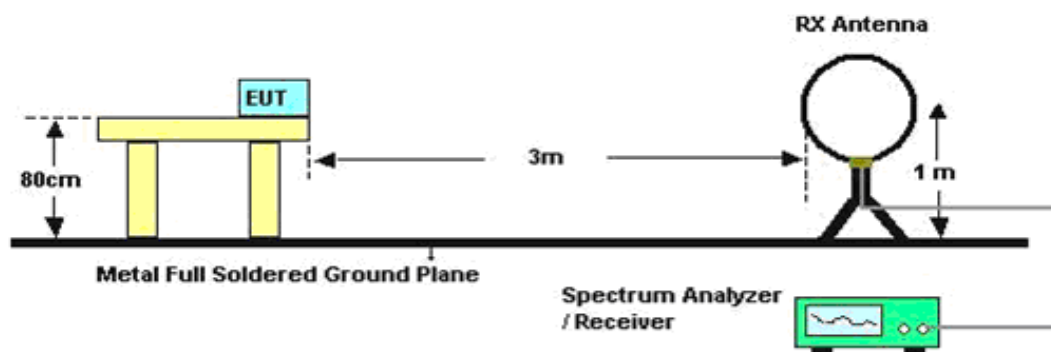 RX Antenna
EUT
3m
80cm
1 m
Metal Full Soldered Ground Plane
Spectrum Analyzer
/ Receiver